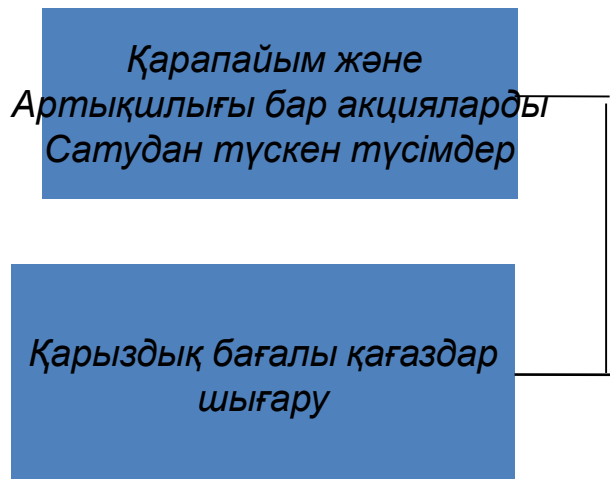 Қарапайым және
Артықшлығы бар акцияларды
Сатудан түскен түсімдер
Қарыздық бағалы қағаздар
шығару